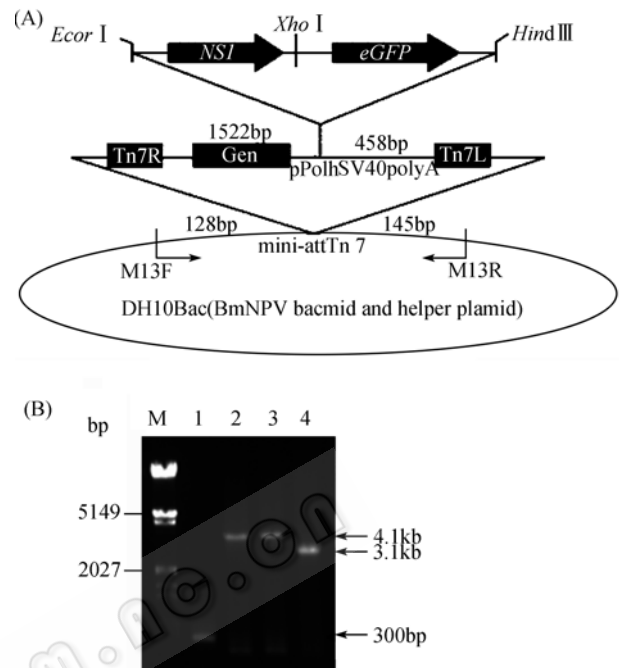 (A)
Ecor I
Xho I
Hind III
NS1
eGFP
1522bp
458bp
Tn7R
Gen
Tn7L
pPolhSV40polyA
128bp
145bp
mini-attTn 7
M13F
M13R
DH10Bac(BmNPV bacmid and helper plamid)
(B)
bp
M 1 2 3 4
5149
4.1kb
3.1kb
2027
300bp